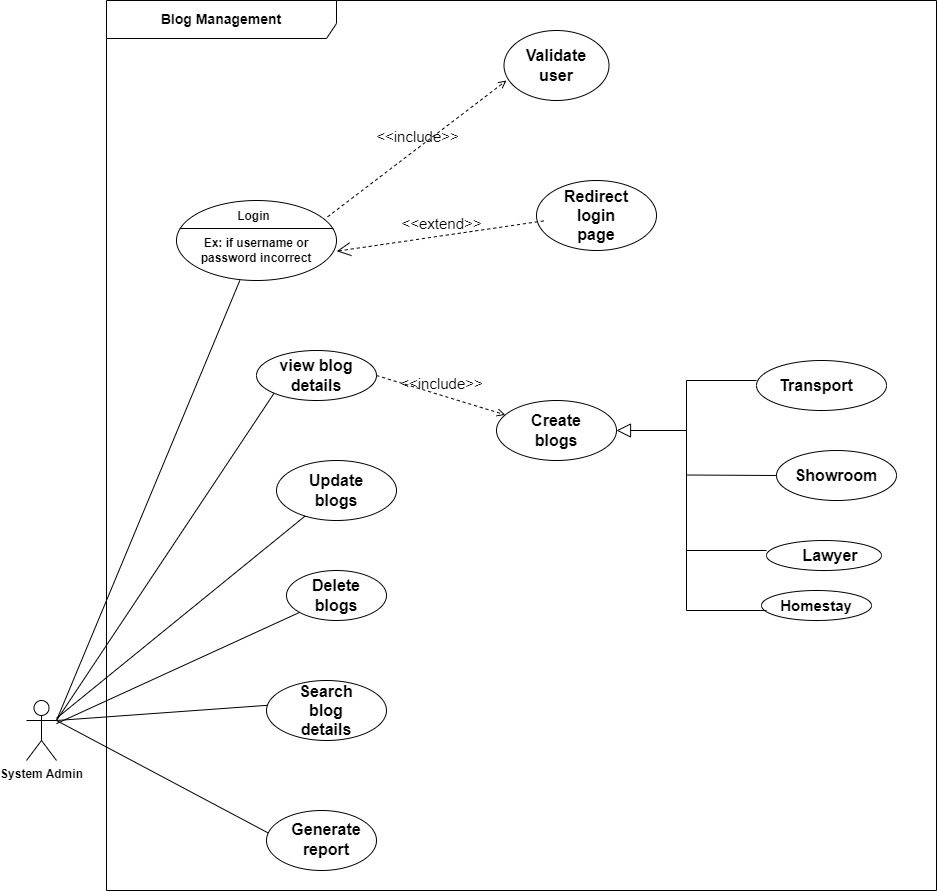 Blog Management
Validate
user
<<include>>
Redirect
login
page
<<extend>>
Login
Ex: if username or
password incorrect
view blog
details
<<include>>
Create
blogs
Transport
Showroom
Lawyer
Homestay
Update
blogs
Delete
blogs
Search
blog
details
System Admin
Generate
report